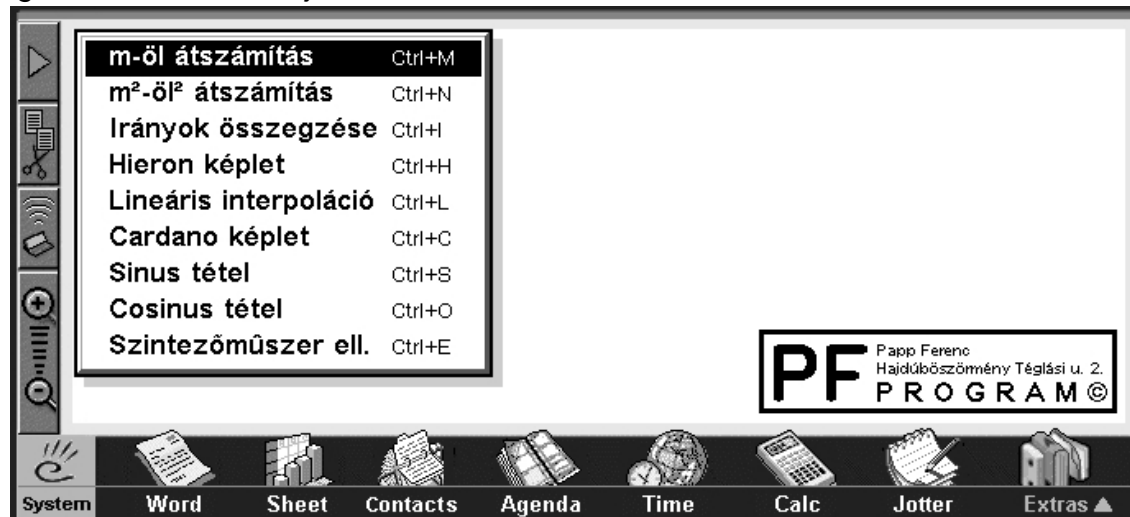 m-öl átszámítás Ctrl+M
m²-öl² átszámítás Ctrl+N
Irányok összegzése Ctrl+I
Hieron képlet Ctrl+H
Lineáris interpoláció Ctrl+L
Cardano képlet Ctrl+C
Sinus tétel Ctrl+S
Cosinus tétel Ctrl+O
Szintezõmûszer ell. Ctrl+E
PF
Papp Ferenc
Hajdúböszörmény Téglási u. 2.
PROGRAM©
System Word Sheet Contacts Agenda Time Calc Jotter Extras ▲